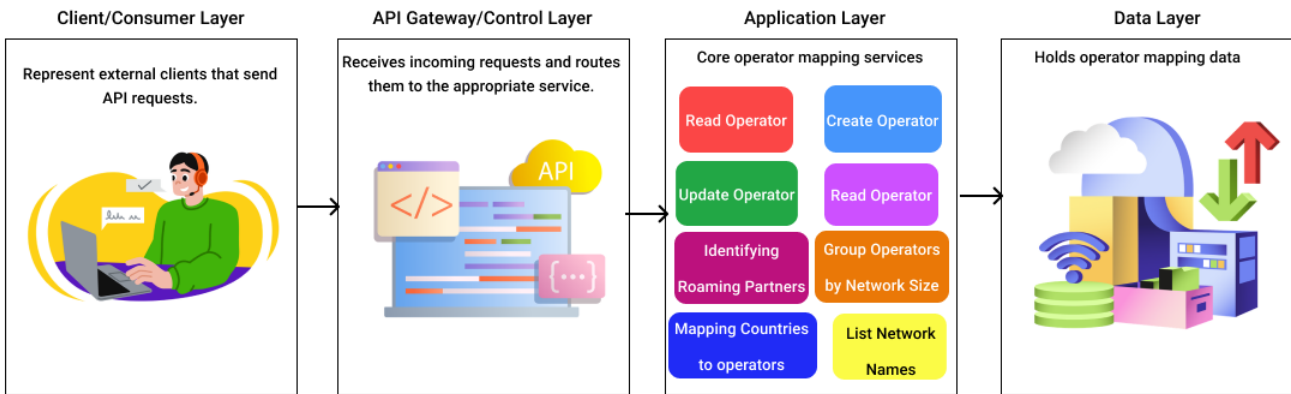 Client/Consumer Layer
API Gateway/Control Layer
Application Layer
Data Layer
Represent external clients that send
API requests.
Receives incoming requests and routes
them to the appropriate service.
API
</>
{...}
Core operator mapping services
Read Operator
Create Operator
Update Operator
Read Operator
Identifying
Roaming Partners
Group Operators
by Network Size
Mapping Countries
to operators
List Network
Names
Holds operator mapping data